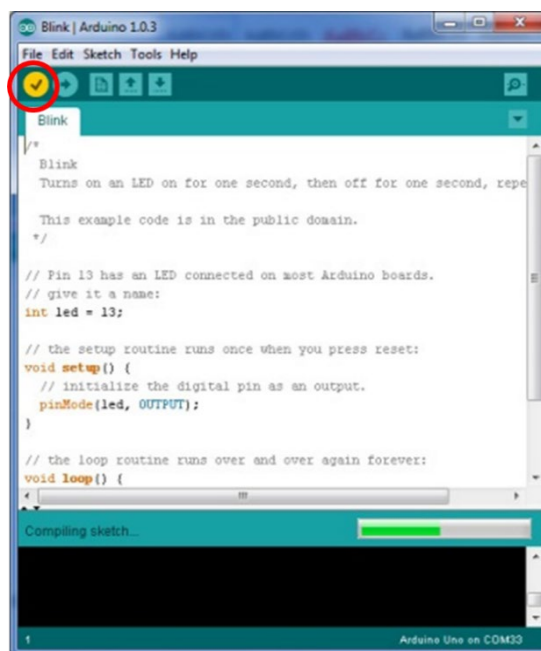 Blink | Arduino 1.0.3
File Edit Sketch Tools Help
Blink
/*
Blink
Turns on an LED on for one second, then off for one second, repe
This example code is in the public domain.
*/
// Pin 13 has an LED connected on most Arduino boards.
// give it a name:
int led = 13;
// the setup routine runs once when you press reset:
void setup() {
// initialize the digital pin as an output.
pinMode(led, OUTPUT);
}
// the loop routine runs over and over again forever:
void loop() {
Compiling sketch...
1
Arduino Uno on COM33